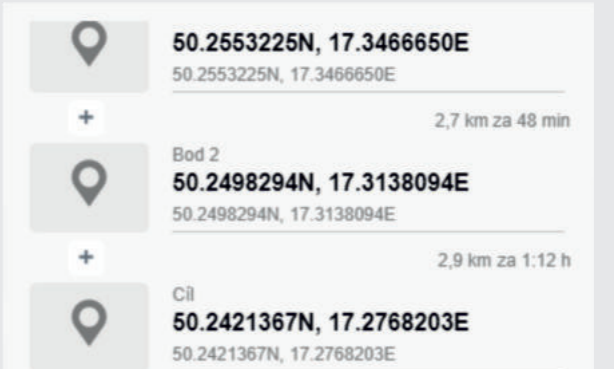 50.2553225N, 17.3466650E
50.2553225N, 17.3466650E
+
2,7 km za 48 min
Bod 2
50.2498294N, 17.3138094E
50.2498294N, 17.3138094E
+
2,9 km za 1:12 h
Cíl
50.2421367N, 17.2768203E
50.2421367N, 17.2768203E